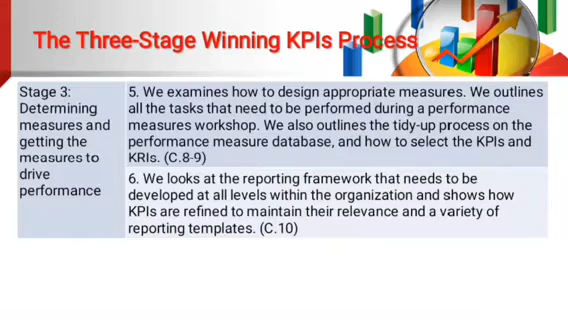 The Three-Stage Winning KPIs Process
Stage 3:
Determining
measures and
getting the
measures to
drive
performance
5. We examines how to design appropriate measures. We outlines
all the tasks that need to be performed during a performance
measures workshop. We also outlines the tidy-up process on the
performance measure database, and how to select the KPIs and
KRIs. (C.8-9)
6. We looks at the reporting framework that needs to be
developed at all levels within the organization and shows how
KPIs are refined to maintain their relevance and a variety of
reporting templates. (C.10)